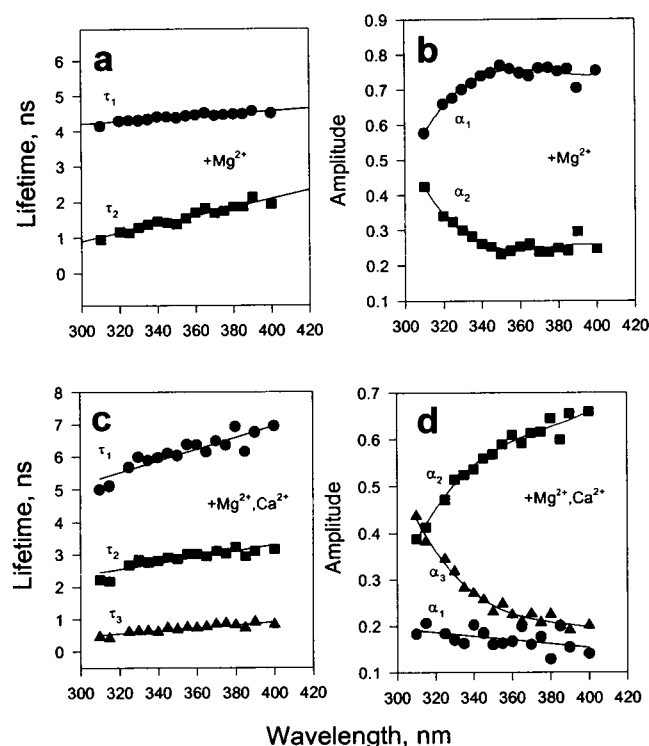 a
Lifetime, ns
6
5
4
3
2
1
0
τ1
+Mg2+
τ2
300 320 340 360 380 400 420
b
Amplitude
0.9
0.8
0.7
0.6
0.5
0.4
0.3
0.2
0.1
α1
+Mg2+
α2
300 320 340 360 380 400 420
c
Lifetime, ns
8
7
6
5
4
3
2
1
0
τ1
+Mg2+,Ca2+
τ2
τ3
300 320 340 360 380 400 420
d
Amplitude
0.7
0.6
0.5
0.4
0.3
0.2
0.1
α2
+Mg2+,Ca2+
α3
α1
300 320 340 360 380 400 420
Wavelength, nm